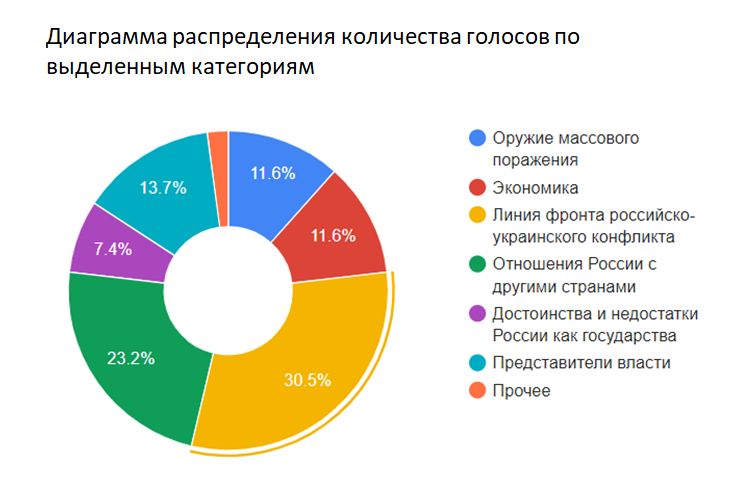 Диаграмма распределения количества голосов по
выделенным категориям
11.6%
11.6%
30.5%
23.2%
7.4%
13.7%
Оружие массового
поражения
Экономика
Линия фронта российско-
украинского конфликта
Отношения России с
другими странами
Достоинства и недостатки
России как государства
Представители власти
Прочее